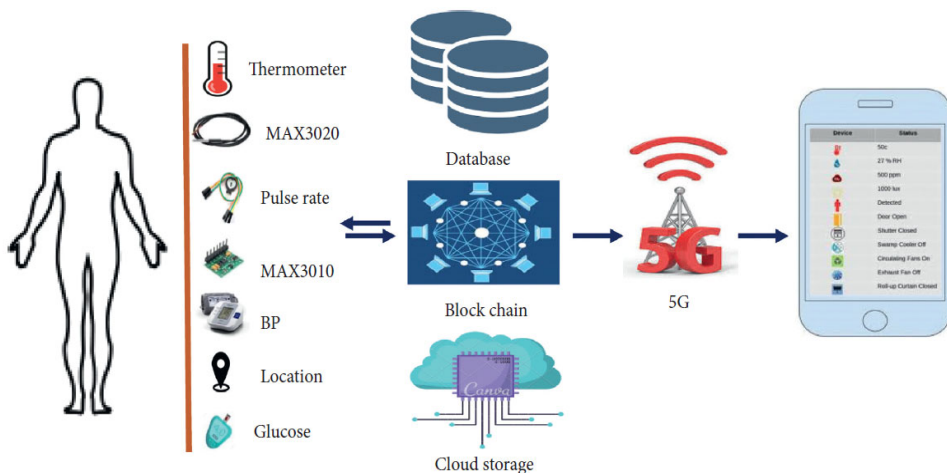 Thermometer
MAX3020
Pulse rate
MAX3010
BP
Location
Glucose
Database
Block chain
Canva
Cloud storage
5G
5G
Device Status
50c
27 % RH
500 ppm
1000 lux
Detected
Door Open
Shutter Closed
Swamp Cooler Off
Circulating Fans On
Exhaust Fan Off
Roll-up Curtain Closed